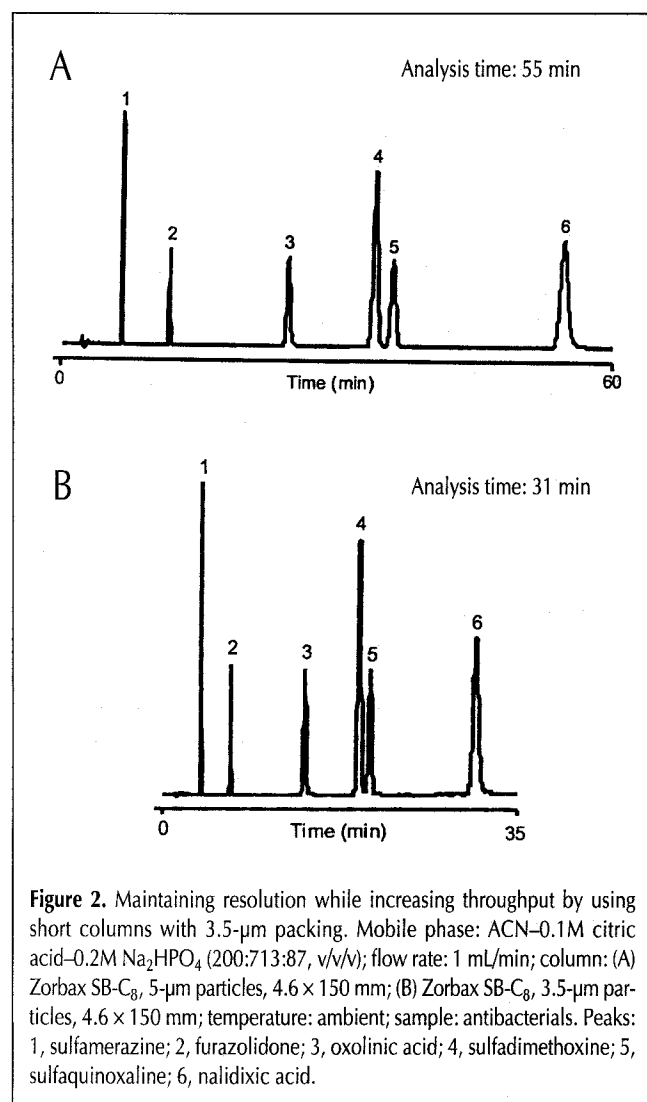 A
Analysis time: 55 min
1
2
3
4
5
6
0
Time (min)
60
B
Analysis time: 31 min
1
2
3
4
5
6
0
Time (min)
35
Figure 2. Maintaining resolution while increasing throughput by using
short columns with 3.5-µm packing. Mobile phase: ACN–0.1M citric
acid–0.2M Na₂HPO₄ (200:713:87, v/v/v); flow rate: 1 mL/min; column: (A)
Zorbax SB-C₈, 5-µm particles, 4.6 × 150 mm; (B) Zorbax SB-C₈, 3.5-µm par-
ticles, 4.6 × 150 mm; temperature: ambient; sample: antibacterials. Peaks:
1, sulfamerazine; 2, furazolidone; 3, oxolinic acid; 4, sulfadimethoxine; 5,
sulfaquinoxaline; 6, nalidixic acid.